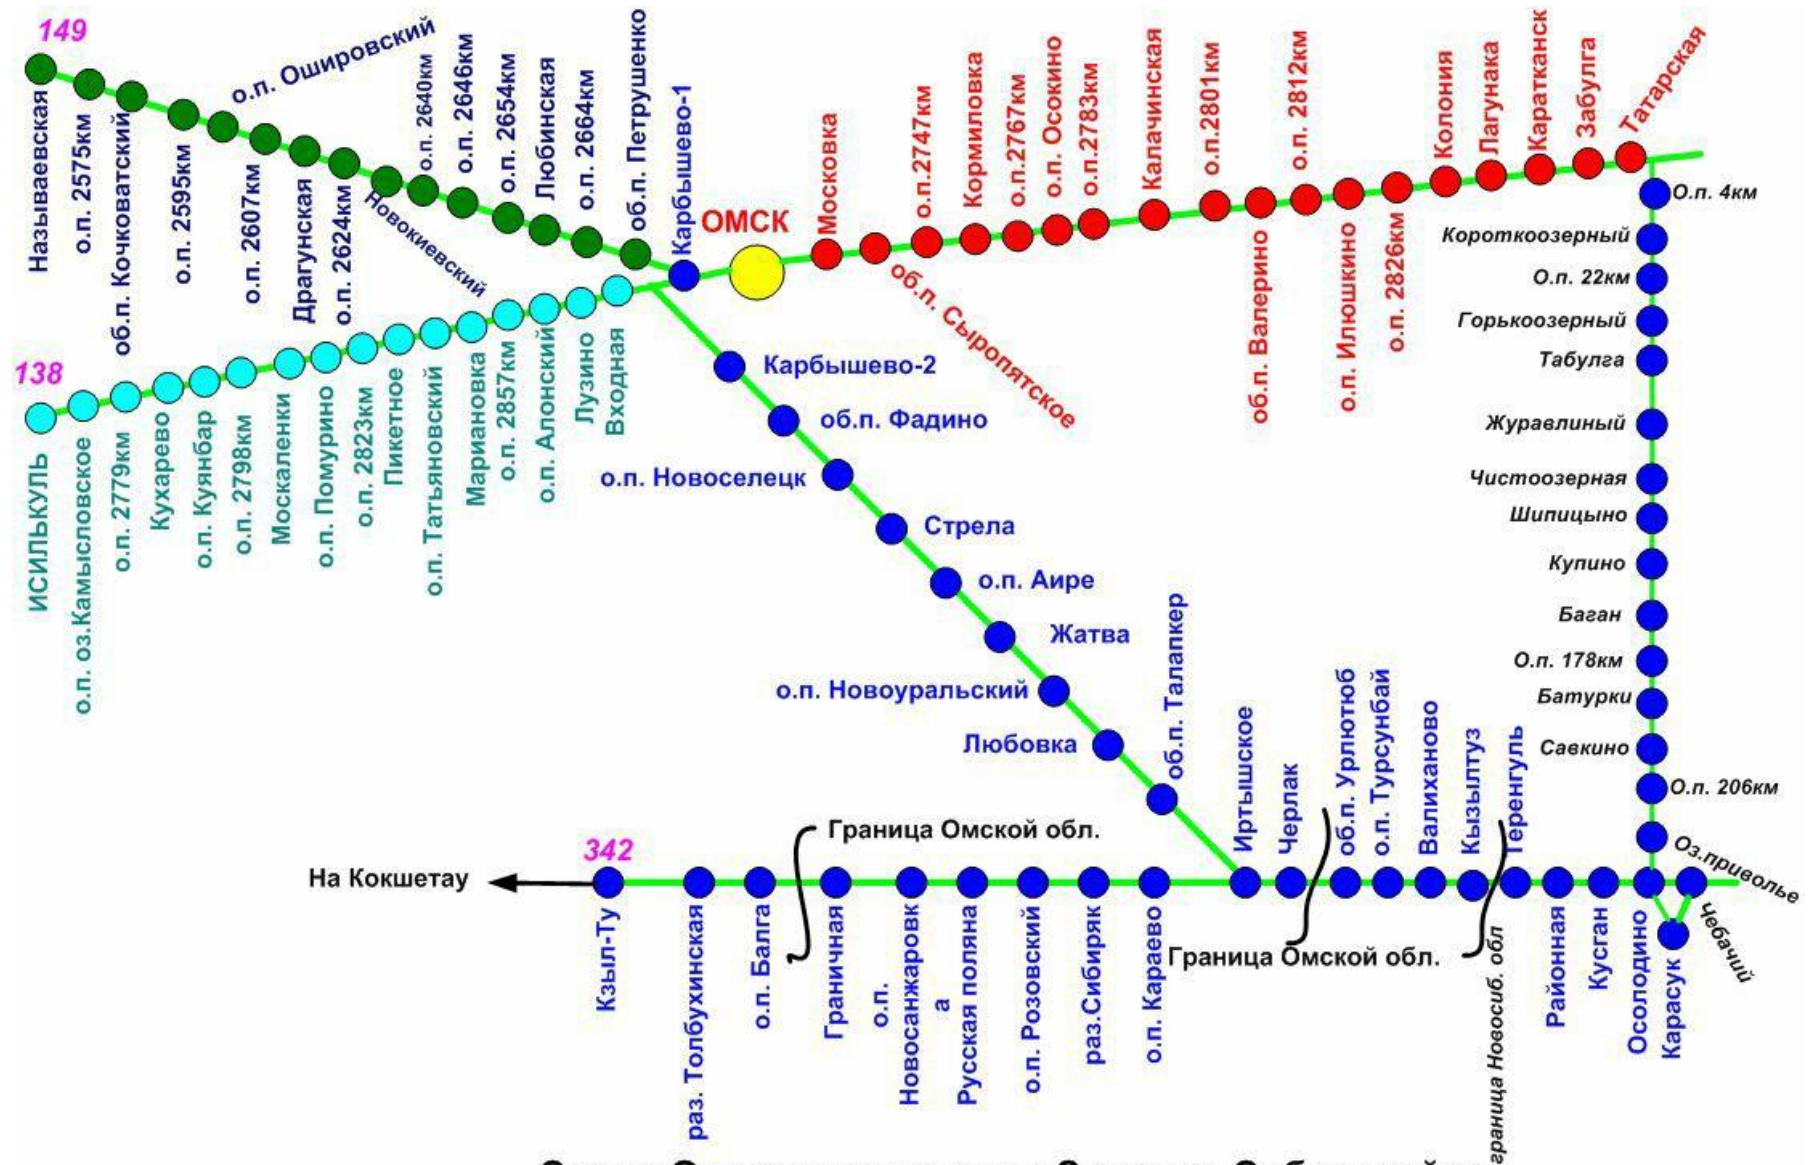 149
Называевская
о.п. 2575км
об.п. Кочковатский
о.п. 2595км
о.п. Ошировский
о.п. 2607км
Драгунская
о.п. 2624км
Новокиевский
о.п. 2640км
о.п. 2646км
о.п. 2654км
Любинская
о.п. 2664км
об.п. Петрушенко
Карбышево-1
ОМСК
Московка
об.п. Сыропятское
о.п.2747км
Кормиловка
о.п.2767км
о.п. Осокино
о.п.2783км
Калачинская
о.п.2801км
об.п. Валерино
о.п. 2812км
о.п. Илюшкино
о.п. 2826км
Колония
Лагунака
Каратканск
Забулга
Татарская
138
ИСИЛЬКУЛЬ
о.п. оз.Камысловское
о.п. 2779км
Кухарево
о.п. Куянбар
о.п. 2798км
Москаленки
о.п. Помурино
о.п. 2823км
Пикетное
о.п. Татьяновский
Мариановка
о.п. 2857км
о.п. Алонский
Лузино
Входная
Карбышево-2
об.п. Фадино
о.п. Новоселецк
Стрела
о.п. Аире
Жатва
о.п. Новоуральский
Любовка
об.п. Талапкер
О.п. 4км
Короткоозерный
О.п. 22км
Горькоозерный
Табулга
Журавлиный
Чистоозерная
Шипицыно
Купино
Баган
О.п. 178км
Батурки
Савкино
О.п. 206км
Оз.приволье
Иртышское
Черлак
об.п. Урлютюб
о.п. Турсунбай
Валиханово
Кызылтуз
Теренгуль
Граница Омской обл.
342
На Кокшетау
Кзыл-Ту
раз. Толбухинская
о.п. Балга
Граничная
о.п.
Новосанжаровк
а
Русская поляна
о.п. Розовский
раз.Сибиряк
о.п. Караево
Граница Омской обл.
граница Новосиб. обл
Районная
Кусган
Осолодино
Карасук
Чебачий